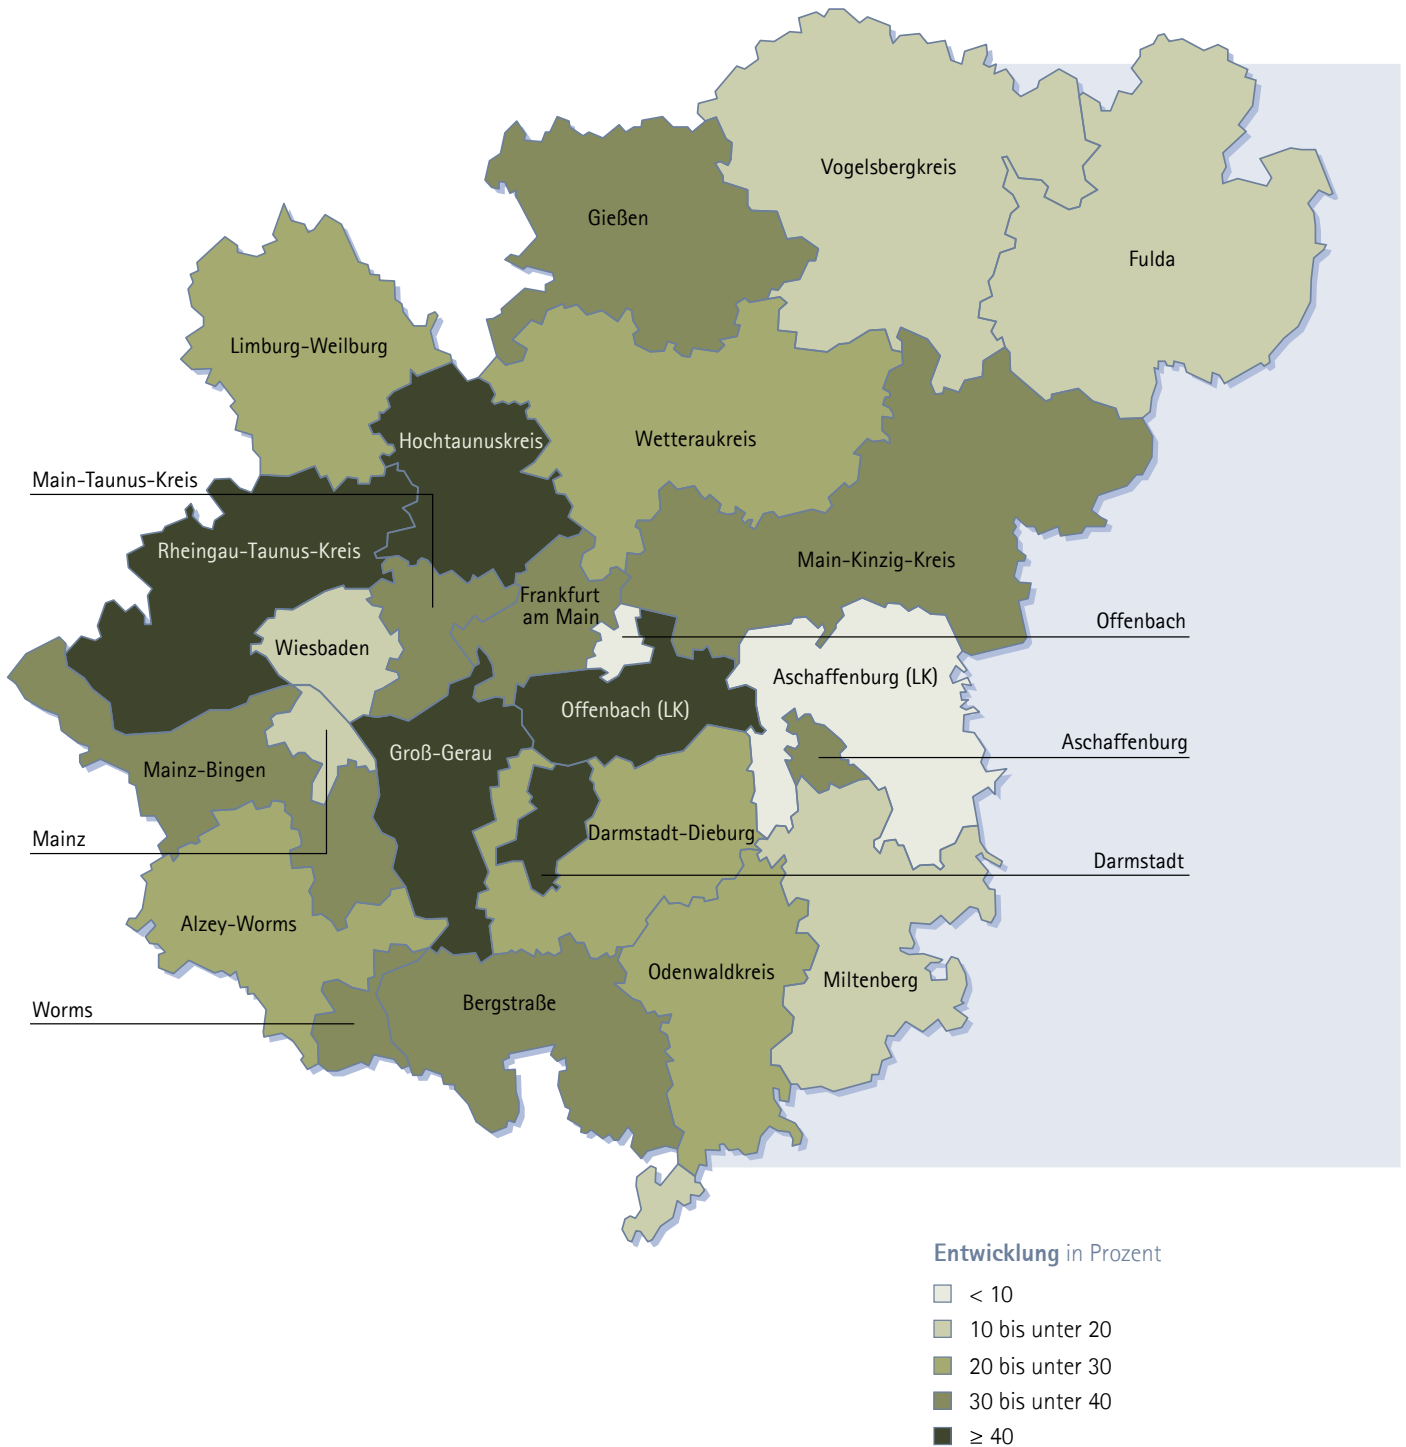 Vogelsbergkreis
Gießen
Fulda
Limburg-Weilburg
Hochtaunuskreis
Wetteraukreis
Main-Taunus-Kreis
Rheingau-Taunus-Kreis
Main-Kinzig-Kreis
Frankfurt
am Main
Offenbach
Wiesbaden
Aschaffenburg (LK)
Offenbach (LK)
Aschaffenburg
Groß-Gerau
Mainz-Bingen
Mainz
Darmstadt-Dieburg
Darmstadt
Alzey-Worms
Odenwaldkreis
Miltenberg
Worms
Bergstraße
Entwicklung in Prozent
< 10
10 bis unter 20
20 bis unter 30
30 bis unter 40
≥ 40